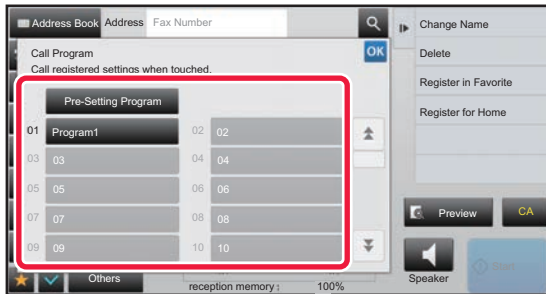 Address Book Address Fax Number
Change Name
Call Program
OK
Delete
Call registered settings when touched.
Register in Favorite
Pre-Setting Program
Register for Home
01 Program1 02 02
03 03 04 04
05 05 06 06
07 07 08 08
Preview CA
09 09 10 10
Others
reception memory: 100%
Speaker
Start